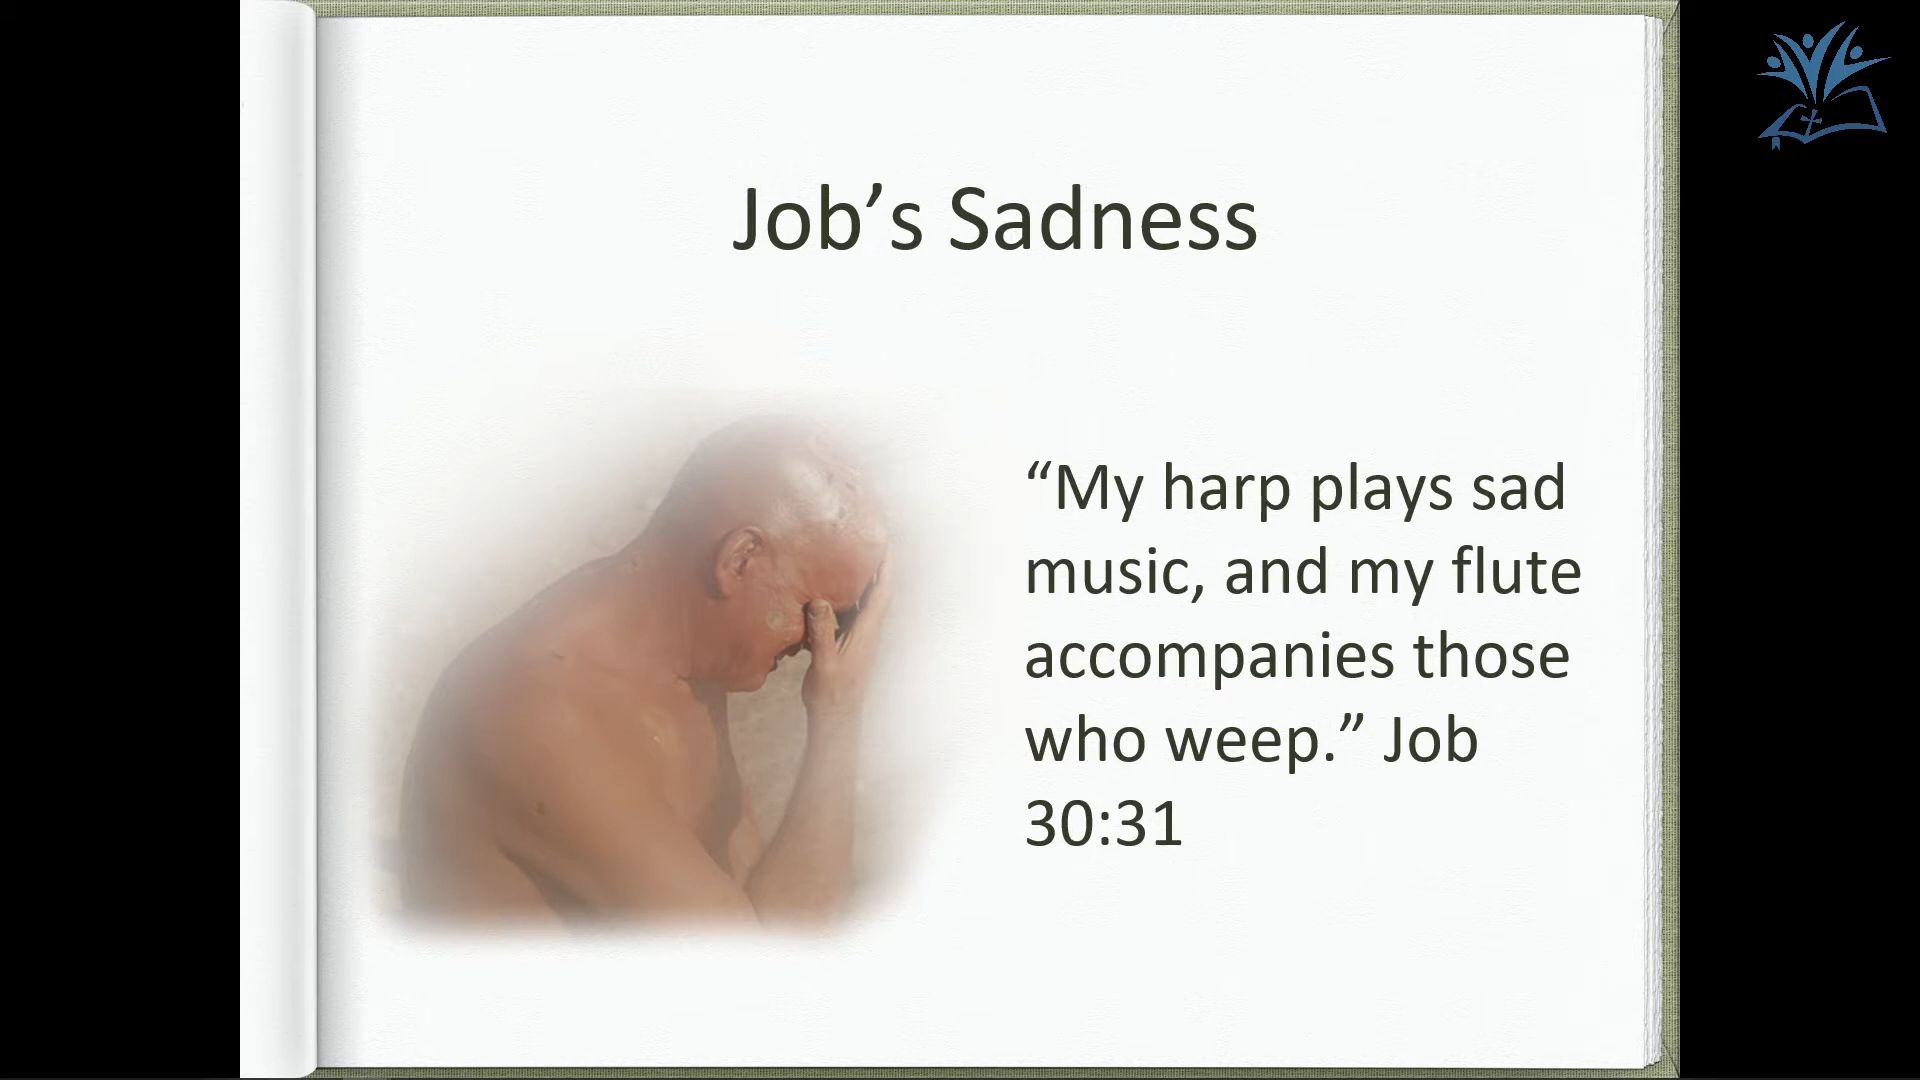 Job’s Sadness
“My harp plays sad
music, and my flute
accompanies those
who weep.” Job
30:31